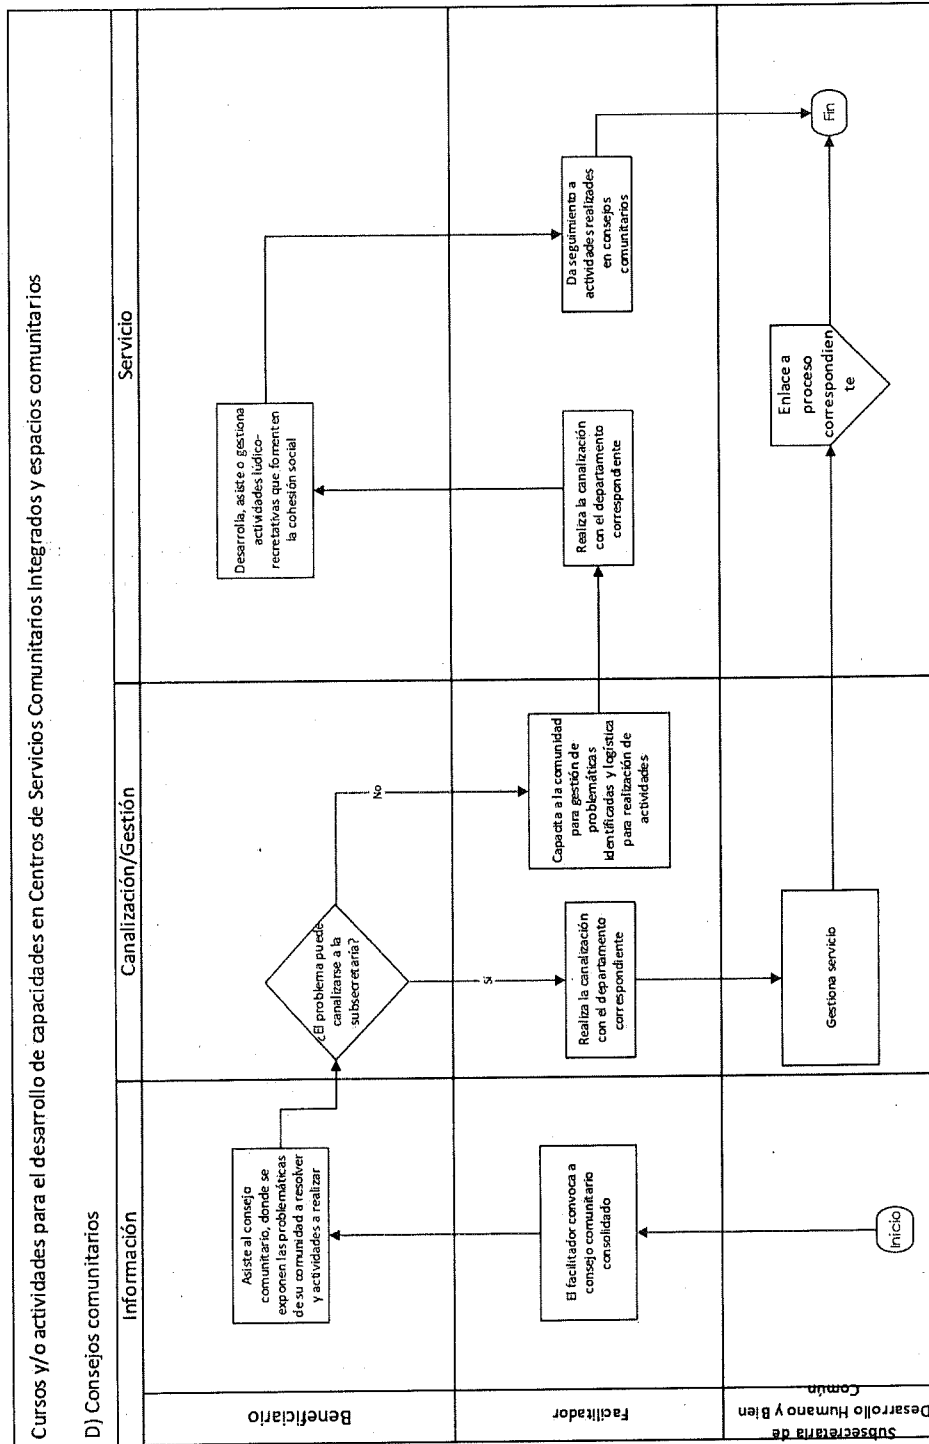 Cursos y/o actividades para el desarrollo de capacidades en Centros de Servicios Comunitarios Integrados y espacios comunitarios
D) Consejos comunitarios
Información
Canalización/Gestión
Servicio
Beneficiario
Asiste al consejo
comunitario, donde se
exponen las problemáticas
de su comunidad a resolver
y actividades a realizar
¿El problema puede
canalizarse a la
subsecretaría?
No
Sí
Desarrolla, asiste o gestiona
actividades lúdico-
recretativas que fomenten
la cohesión social
Facilitador
El facilitador convoca a
consejo comunitario
consolidado
Realiza la canalización
con el departamento
correspondiente
Capacita a la comunidad
para gestión de
problemáticas
identificadas y logística
para realización de
actividades
Realiza la canalización
con el departamento
correspondiente
Da seguimiento a
actividades realizades
en consejos
comunitarios
Subsecretaría de
Desarrollo Humano y Bien
Común
Inicio
Gestiona servicio
Enlace a
proceso
correspondien
te
Fin